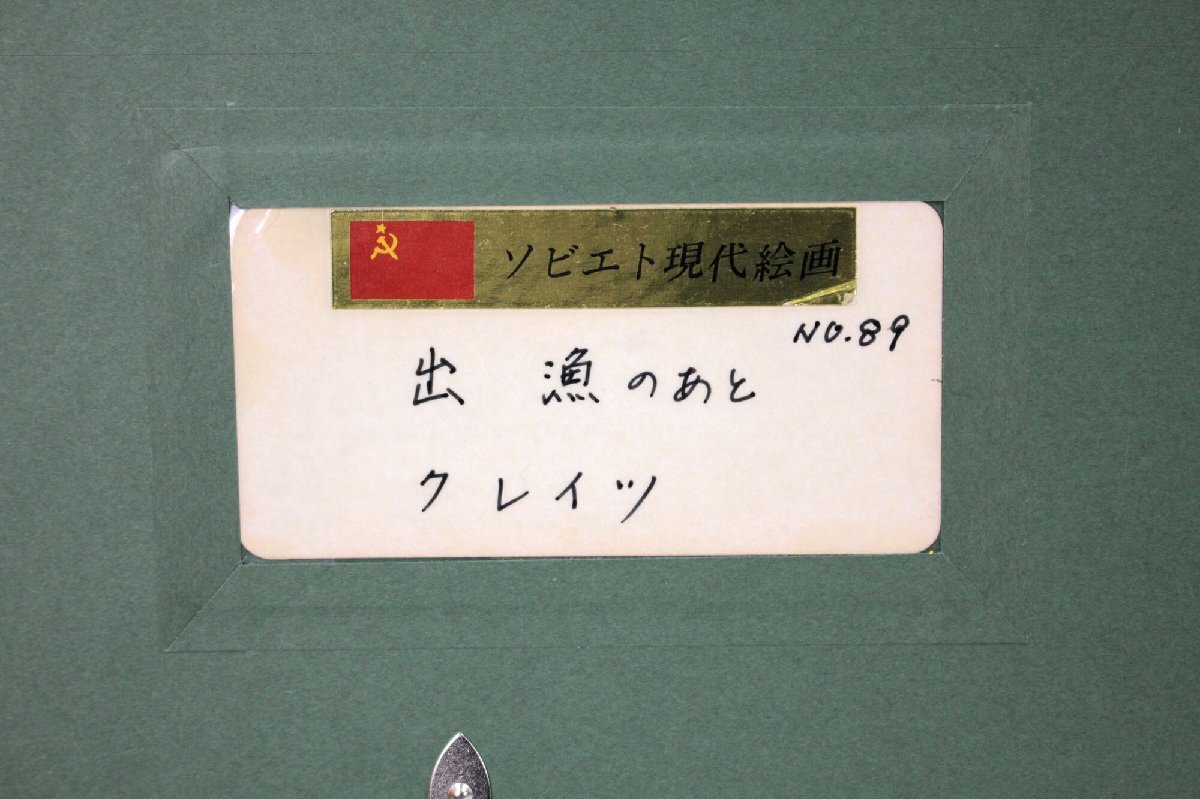 ソビエト現代絵画
NO.89
出 漁のあと
クレイツ